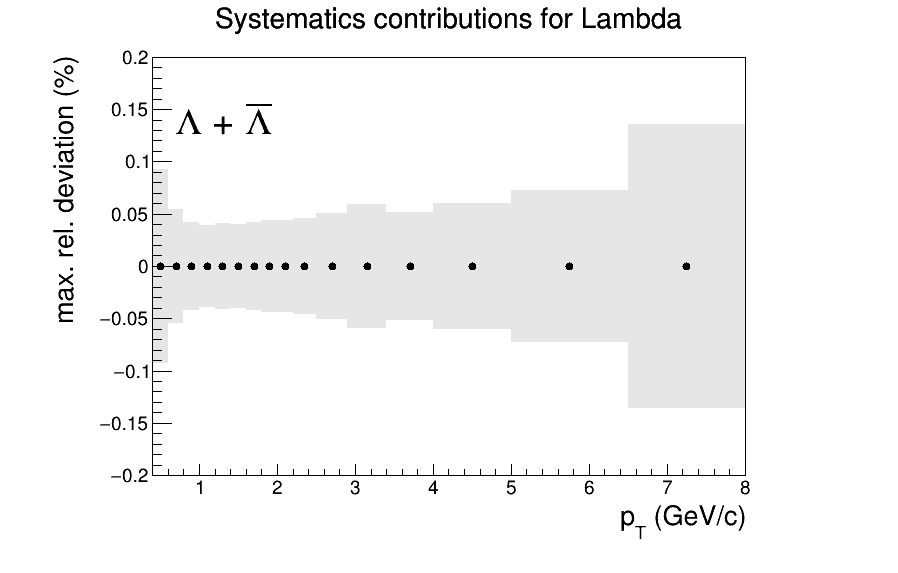 Systematics contributions for Lambda
max. rel. deviation (%)
0.2
0.15
0.1
0.05
0
−0.05
−0.1
−0.15
−0.2
Λ + Λ̅
1 2 3 4 5 6 7 8
p_T (GeV/c)